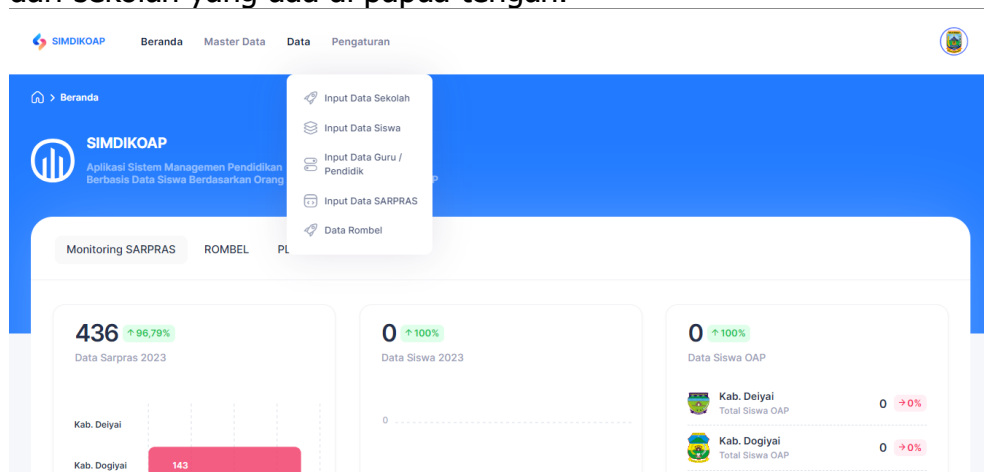 dan sekolah yang ada di papua tengah.
SIMDIKOAP Beranda Master Data Data Pengaturan
> Beranda
Input Data Sekolah
Input Data Siswa
Input Data Guru /
Pendidik
Input Data SARPRAS
Data Rombel
SIMDIKOAP
Aplikasi Sistem Managemen Pendidikan
Berbasis Data Siswa Berdasarkan Orang
Monitoring SARPRAS ROMBEL
436 ↑ 96,79%
Data Sarpras 2023
Kab. Deiyai
Kab. Dogiyai 143
0 ↑ 100%
Data Siswa 2023
0
0 ↑ 100%
Data Siswa OAP
Kab. Deiyai
Total Siswa OAP
0 → 0%
Kab. Dogiyai
Total Siswa OAP
0 → 0%